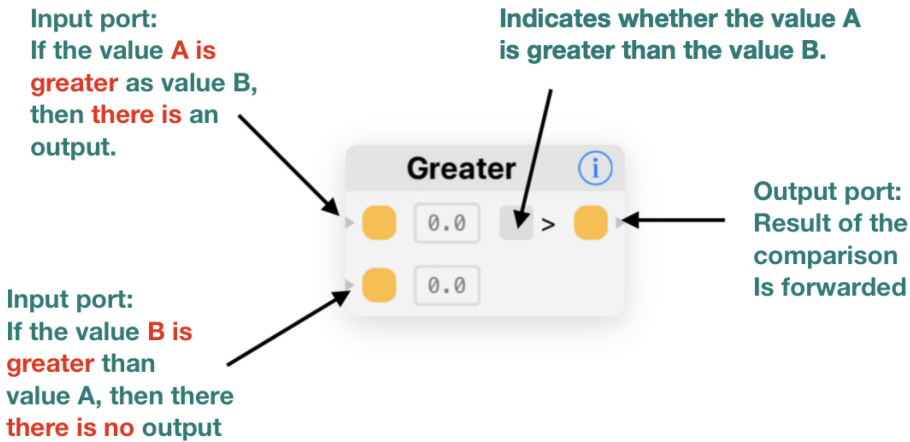 Input port:
If the value A is
greater as value B,
then there is an
output.
Indicates whether the value A
is greater than the value B.
Greater
i
0.0
>
0.0
Output port:
Result of the
comparison
Is forwarded
Input port:
If the value B is
greater than
value A, then there
there is no output